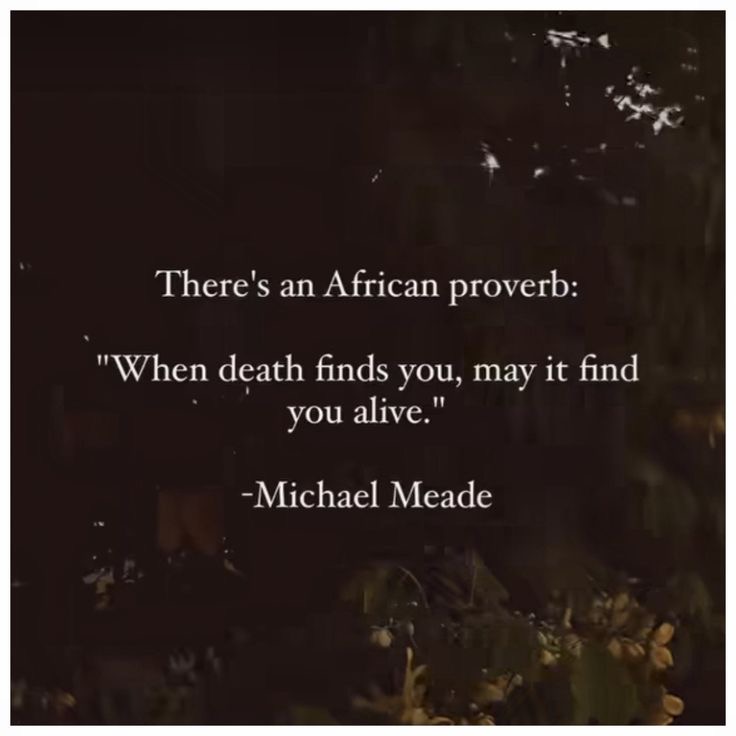 There's an African proverb:
"When death finds you, may it find
you alive."
-Michael Meade